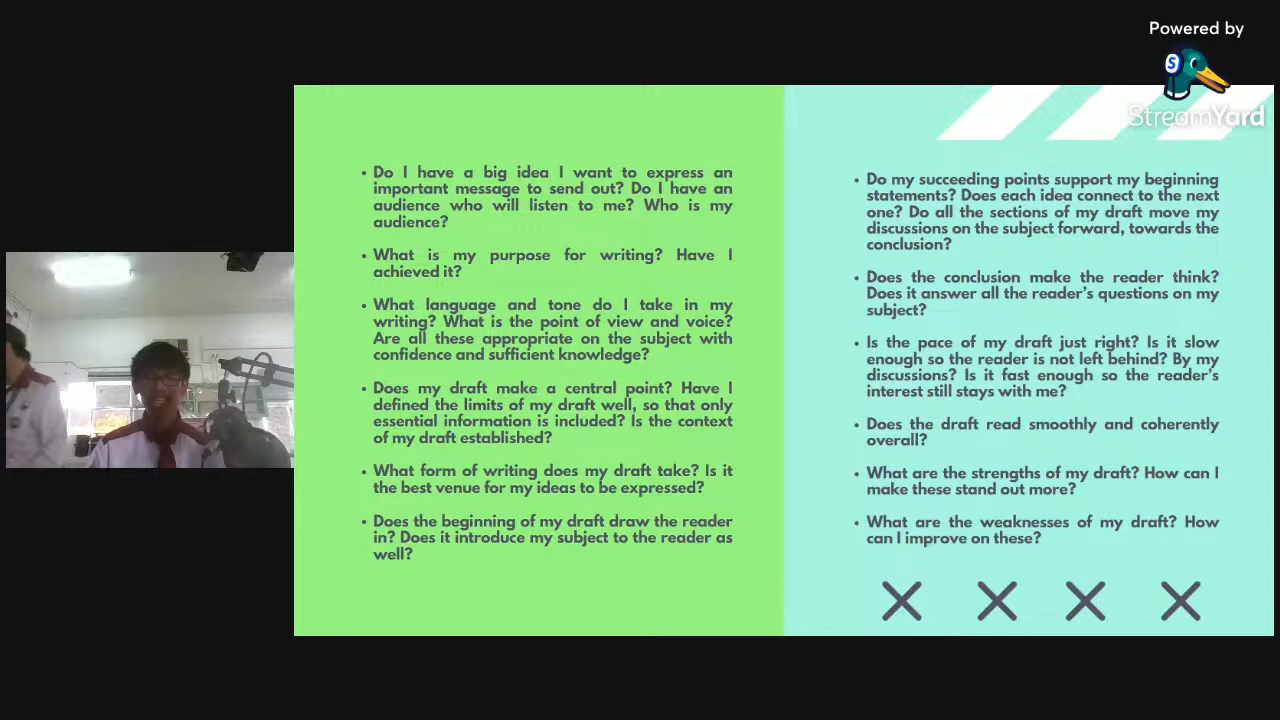 Powered by
S
StreamYard
• Do I have a big idea I want to express an
important message to send out? Do I have an
audience who will listen to me? Who is my
audience?
• What is my purpose for writing? Have I
achieved it?
• What language and tone do I take in my
writing? What is the point of view and voice?
Are all these appropriate on the subject with
confidence and sufficient knowledge?
• Does my draft make a central point? Have I
defined the limits of my draft well, so that only
essential information is included? Is the context
of my draft established?
• What form of writing does my draft take? Is it
the best venue for my ideas to be expressed?
• Does the beginning of my draft draw the reader
in? Does it introduce my subject to the reader as
well?
• Do my succeeding points support my beginning
statements? Does each idea connect to the next
one? Do all the sections of my draft move my
discussions on the subject forward, towards the
conclusion?
• Does the conclusion make the reader think?
Does it answer all the reader's questions on my
subject?
• Is the pace of my draft just right? Is it slow
enough so the reader is not left behind? By my
discussions? Is it fast enough so the reader's
interest still stays with me?
• Does the draft read smoothly and coherently
overall?
• What are the strengths of my draft? How can I
make these stand out more?
• What are the weaknesses of my draft? How
can I improve on these?